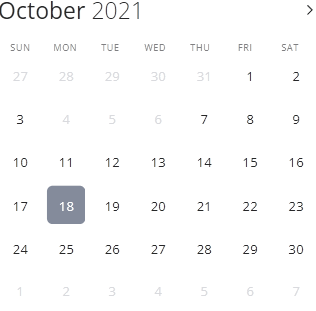 October 2021
SUN MON TUE WED THU FRI SAT
27 28 29 30 31 1 2
3 4 5 6 7 8 9
10 11 12 13 14 15 16
17 18 19 20 21 22 23
24 25 26 27 28 29 30
1 2 3 4 5 6 7